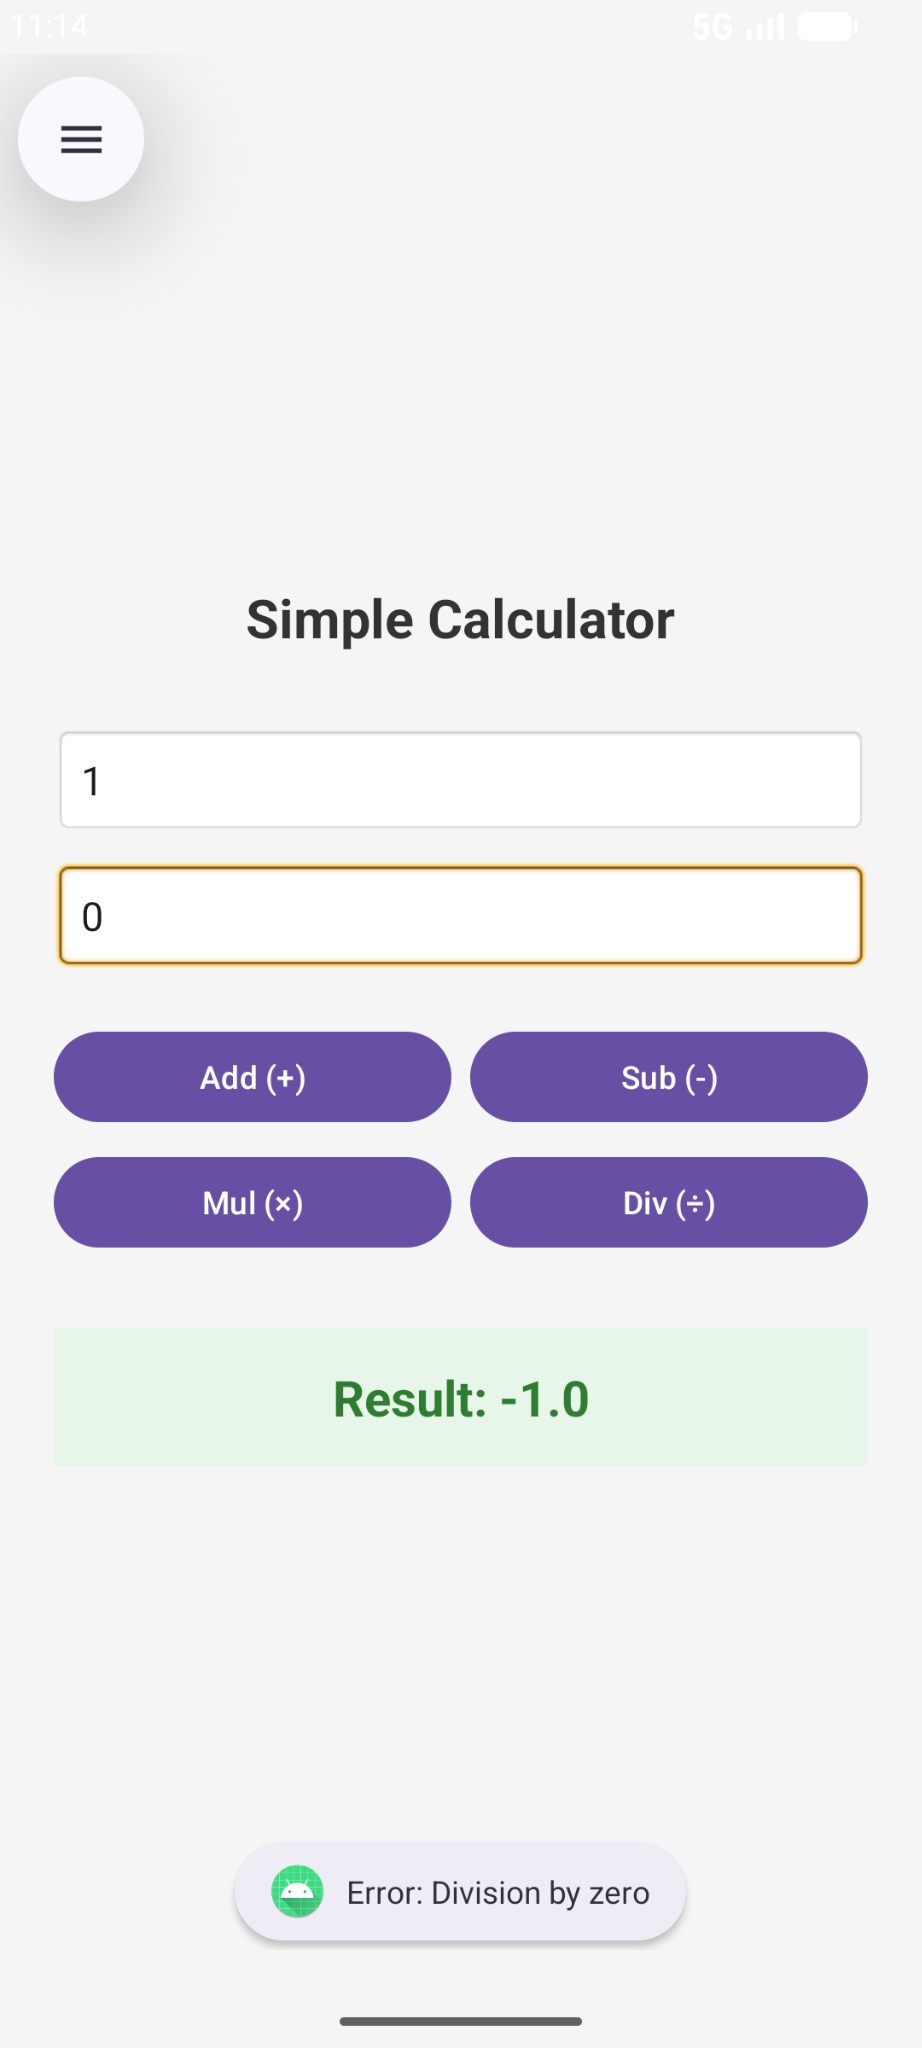 11:14
5G
Simple Calculator
1
0
Add (+)
Sub (-)
Mul (×)
Div (÷)
Result: -1.0
Error: Division by zero